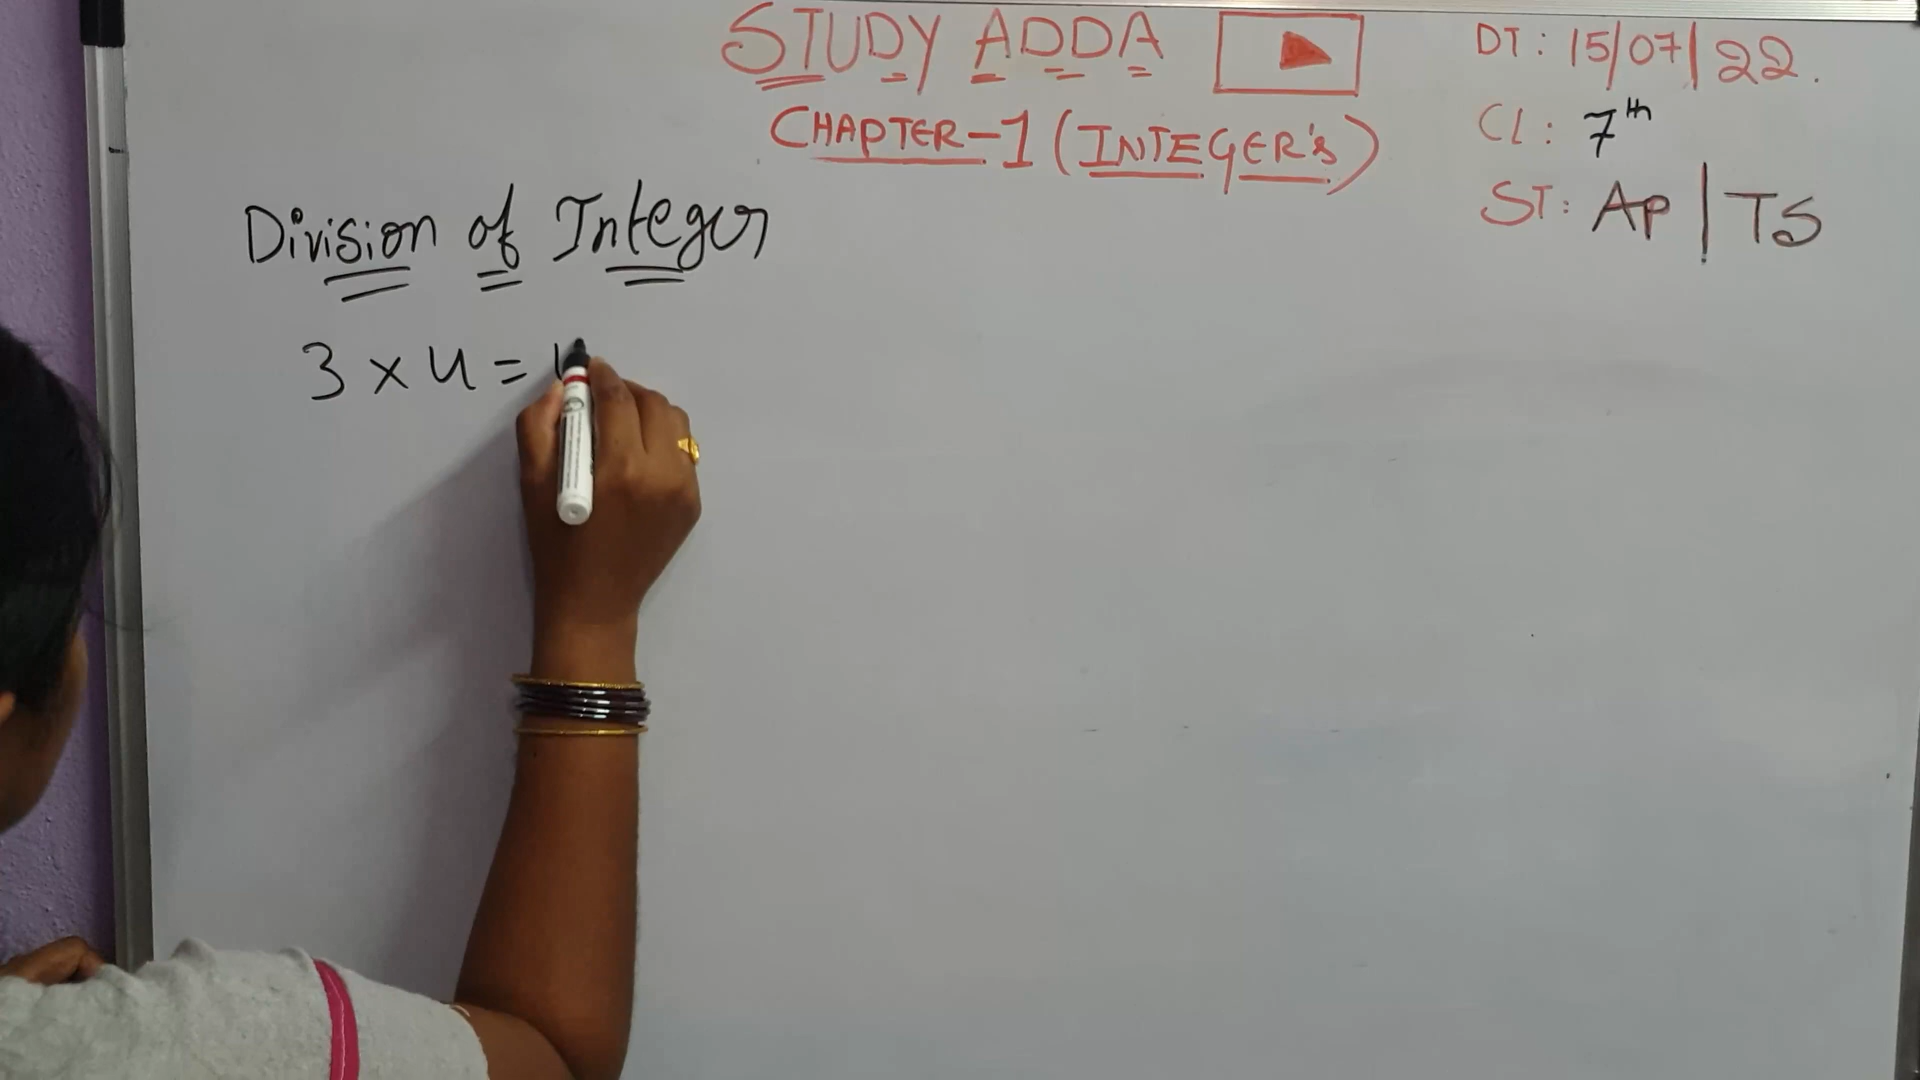 STUDY ADDA
DT: 15/07/22.
CHAPTER-1 (INTEGER'S)
CL: 7th
ST: AP | TS
Division of Integer
3 × 4 =